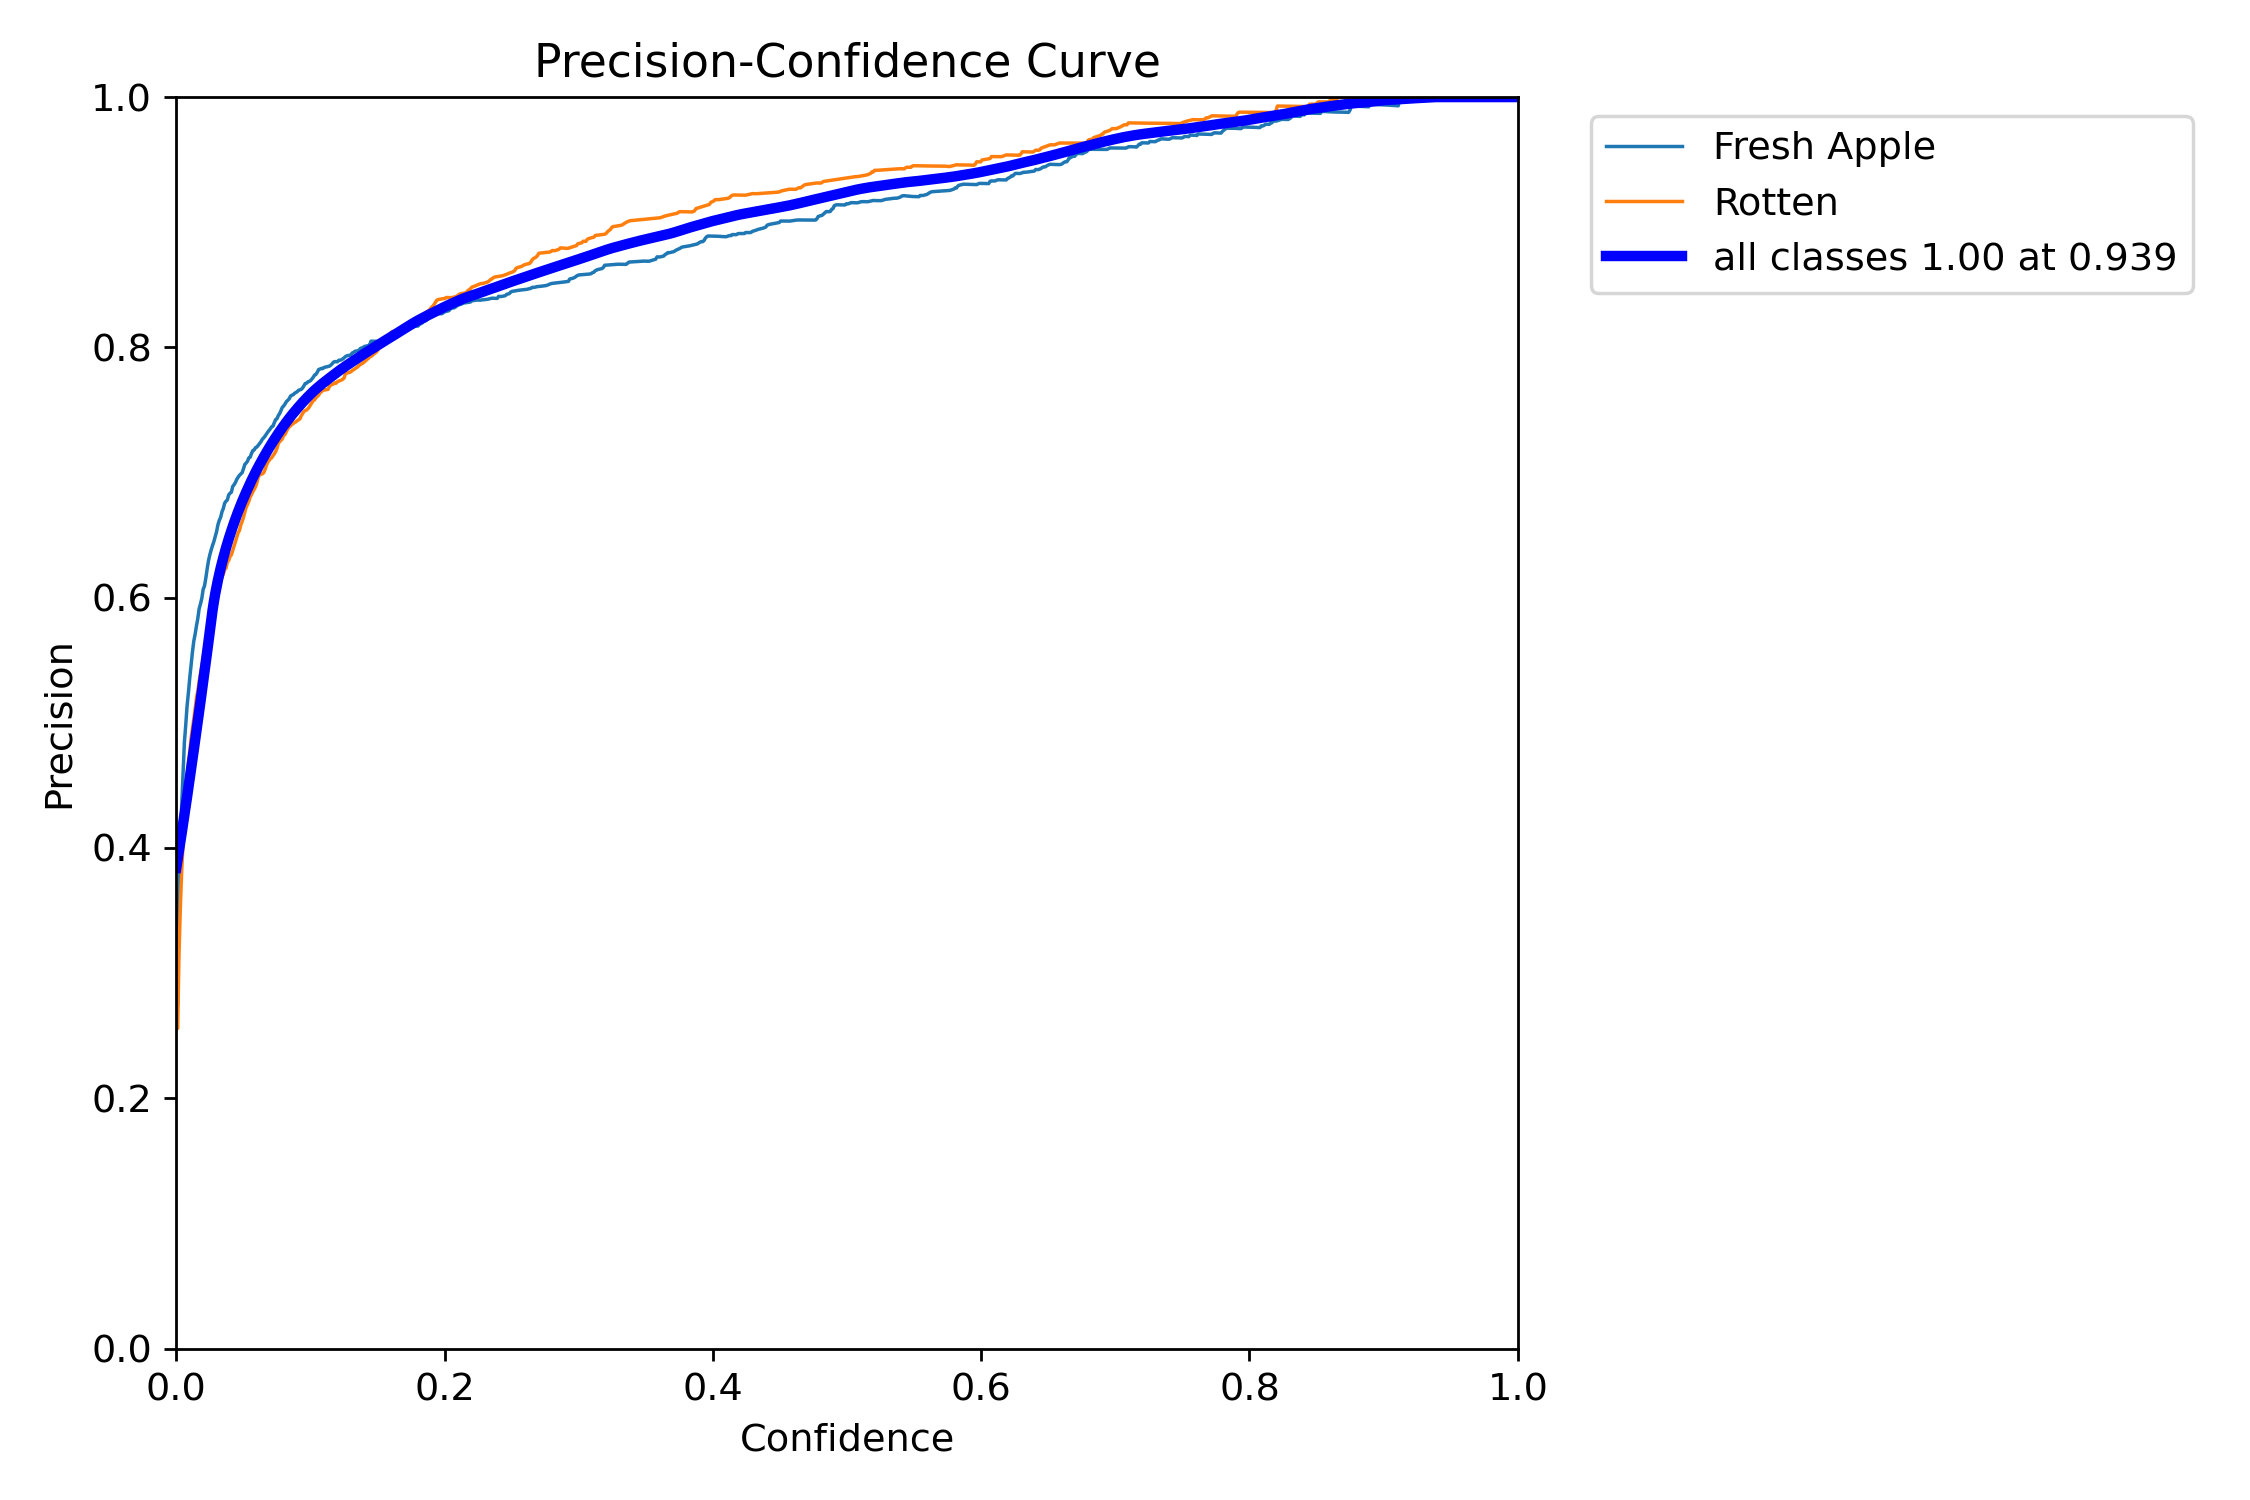 Precision-Confidence Curve
1.0
0.8
0.6
0.4
0.2
0.0
Precision
0.0 0.2 0.4 0.6 0.8 1.0
Confidence
Fresh Apple
Rotten
all classes 1.00 at 0.939